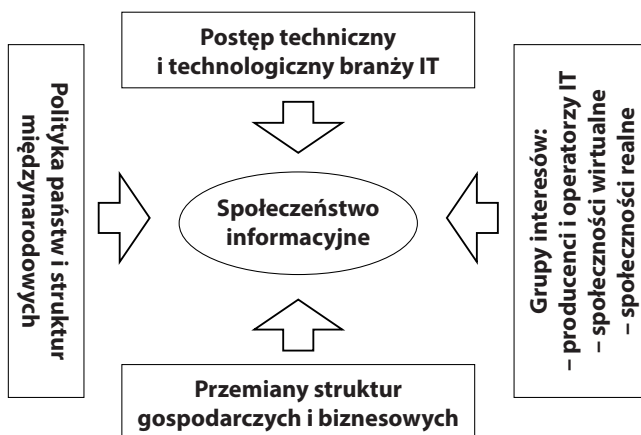 Postęp techniczny
i technologiczny branży IT
Polityka państw i struktur
międzynarodowych
Społeczeństwo
informacyjne
Grupy interesów:
– producenci i operatorzy IT
– społeczności wirtualne
– społeczności realne
Przemiany struktur
gospodarczych i biznesowych